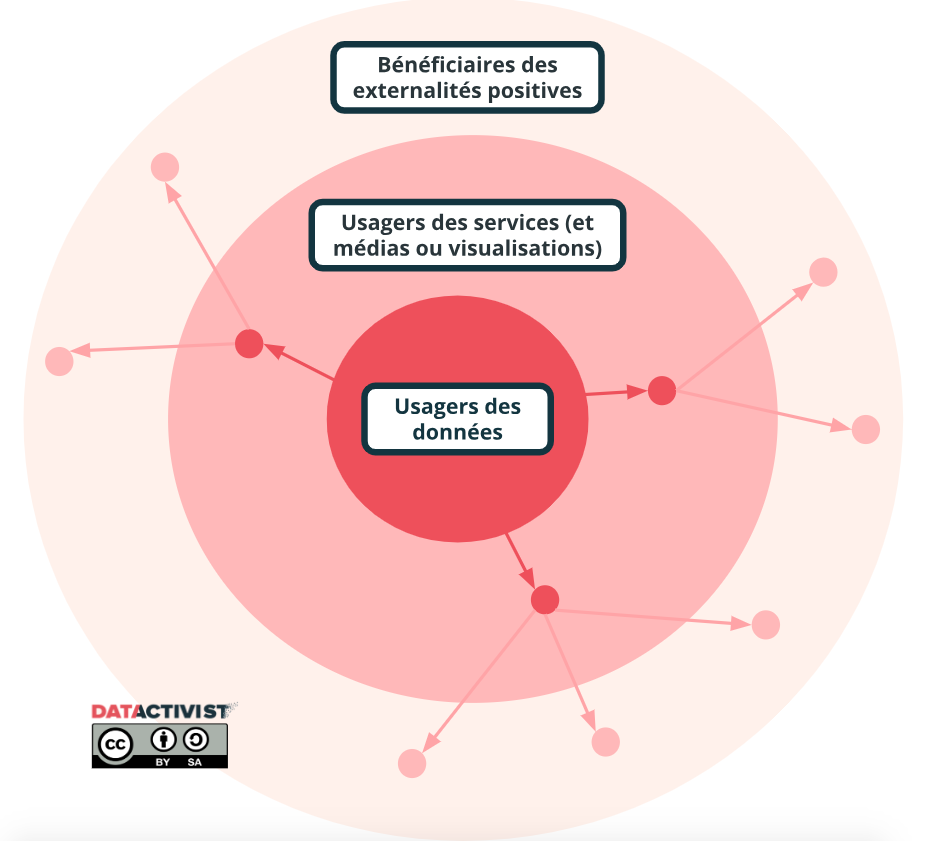 Bénéficiaires des
externalités positives
Usagers des services (et
médias ou visualisations)
Usagers des
données
DATACTIVIST
cc
BY SA